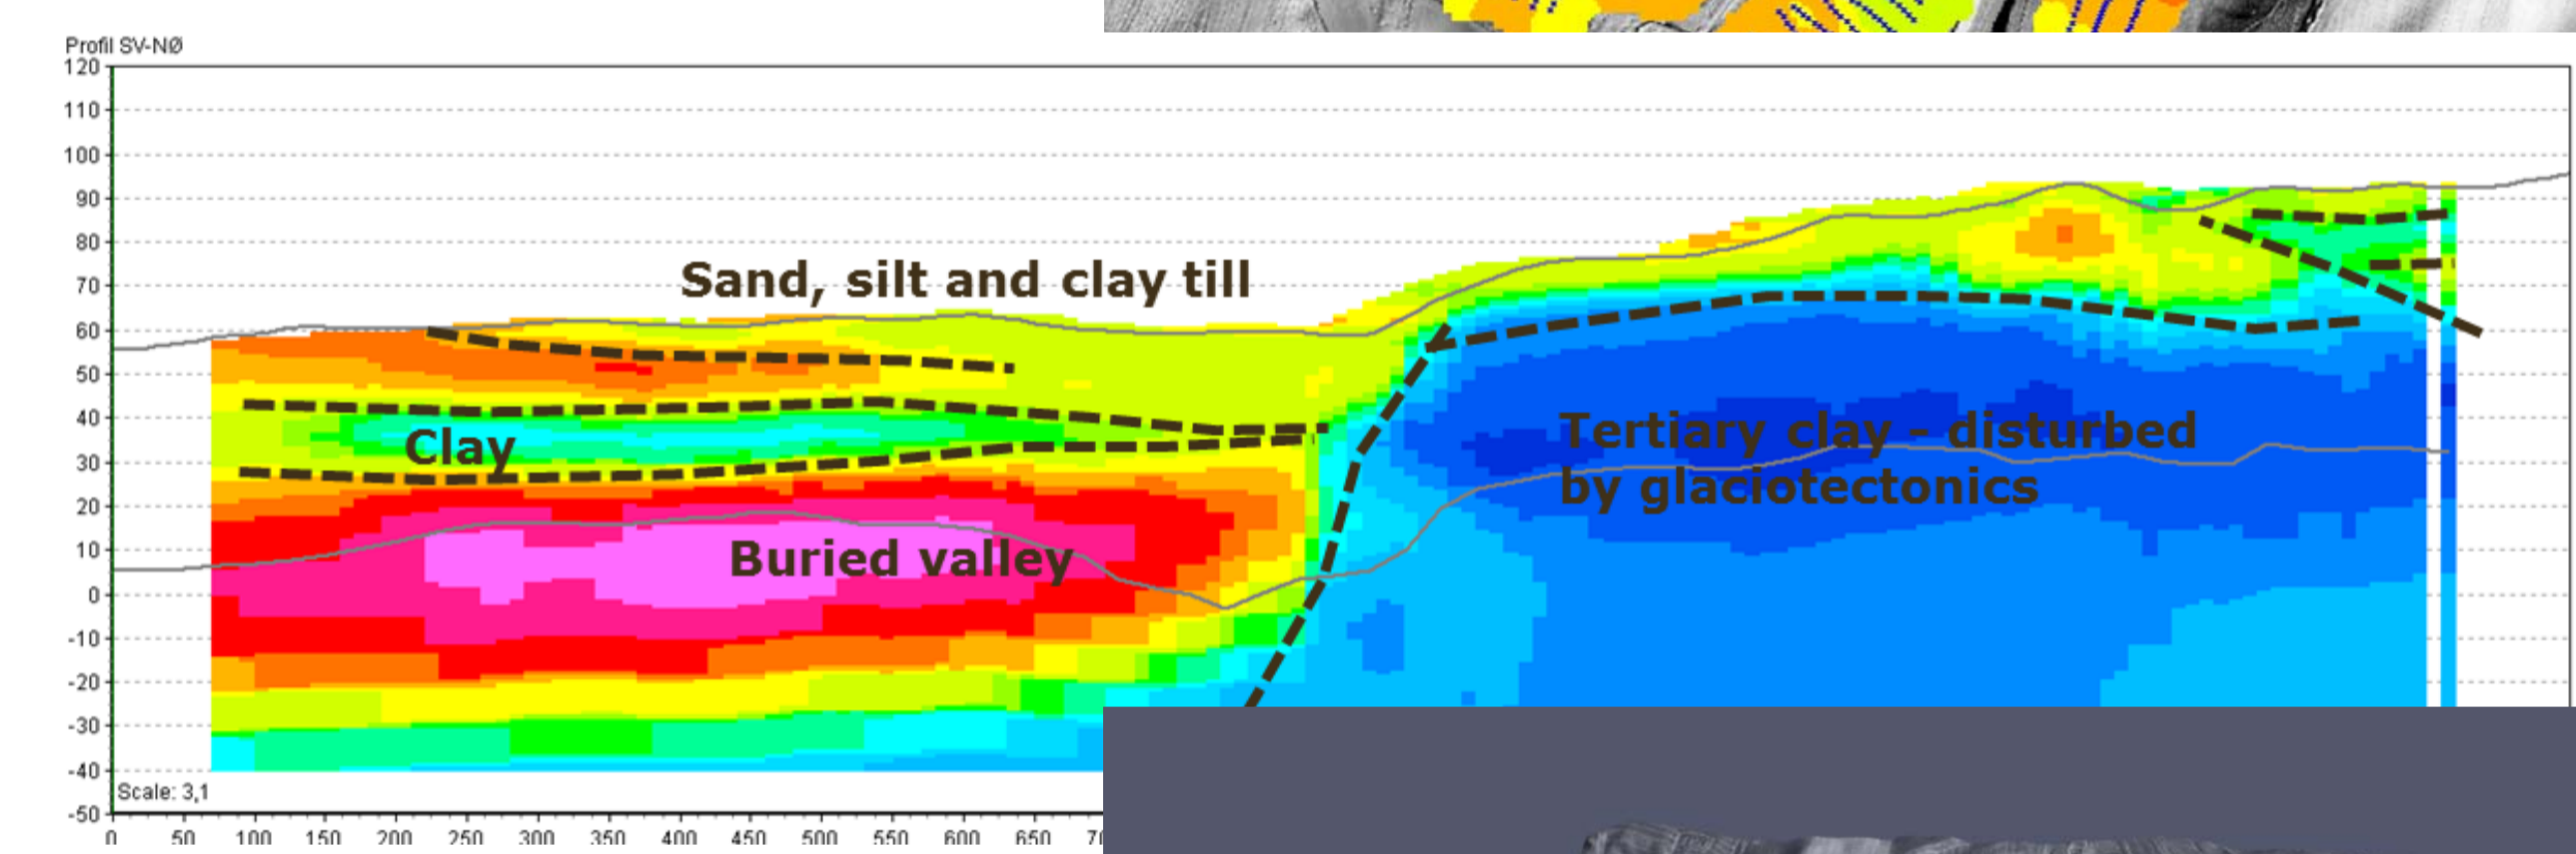 Profil SV-NØ
120
110
100
90
80
70
60
50
40
30
20
10
0
-10
-20
-30
-40
-50
Sand, silt and clay till
Clay
Buried valley
Tertiary clay - disturbed
by glaciotectonics
Scale: 3,1
0 50 100 150 200 250 300 350 400 450 500 550 600 650